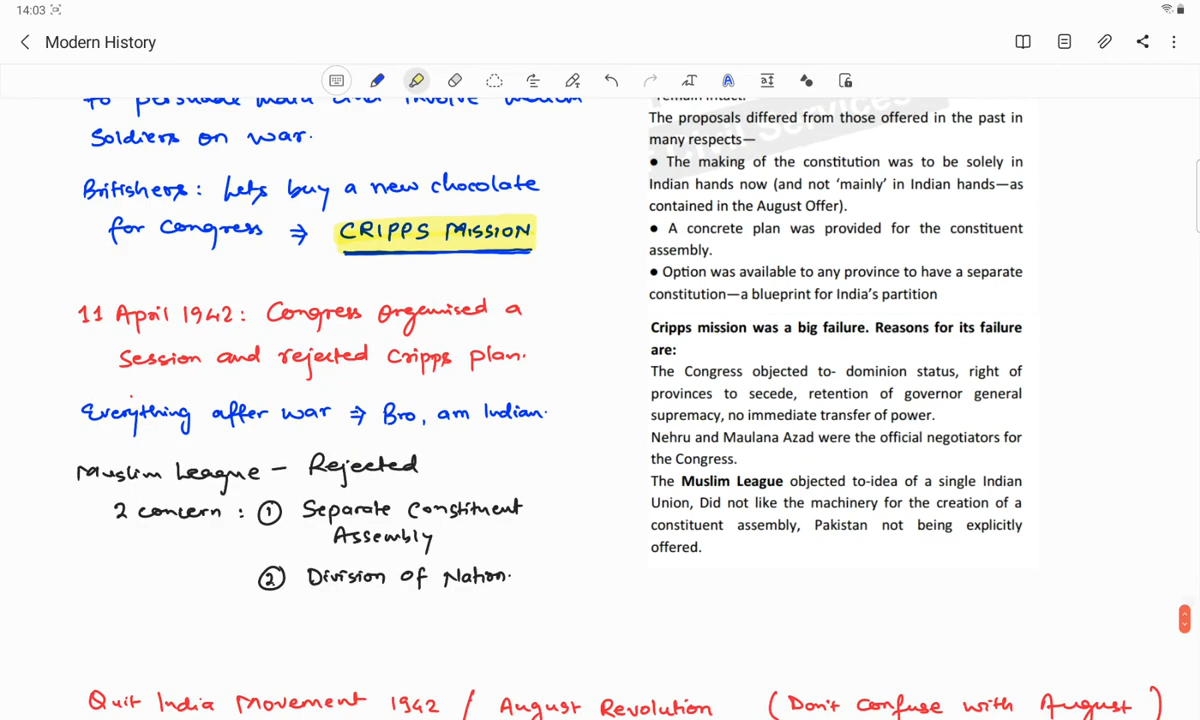 14:03
Modern History
to persuade
involve
Soldiers on war.
Britishers: Lets buy a new chocolate
for Congress ⇒ CRIPPS MISSION
11 April 1942: Congress Organised a
Session and rejected Cripps plan.
Everything after war ⇒ Bro, am Indian.
Muslim League – Rejected
2 concern: ① Separate Constituent
Assembly
② Division of Nation.
remain intact.
The proposals differed from those offered in the past in
many respects—
● The making of the constitution was to be solely in
Indian hands now (and not ‘mainly’ in Indian hands—as
contained in the August Offer).
● A concrete plan was provided for the constituent
assembly.
● Option was available to any province to have a separate
constitution—a blueprint for India’s partition
Cripps mission was a big failure. Reasons for its failure
are:
The Congress objected to- dominion status, right of
provinces to secede, retention of governor general
supremacy, no immediate transfer of power.
Nehru and Maulana Azad were the official negotiators for
the Congress.
The Muslim League objected to-idea of a single Indian
Union, Did not like the machinery for the creation of a
constituent assembly, Pakistan not being explicitly
offered.
Civil Services
Quit India Movement 1942 / August Revolution (Don't Confuse with August)